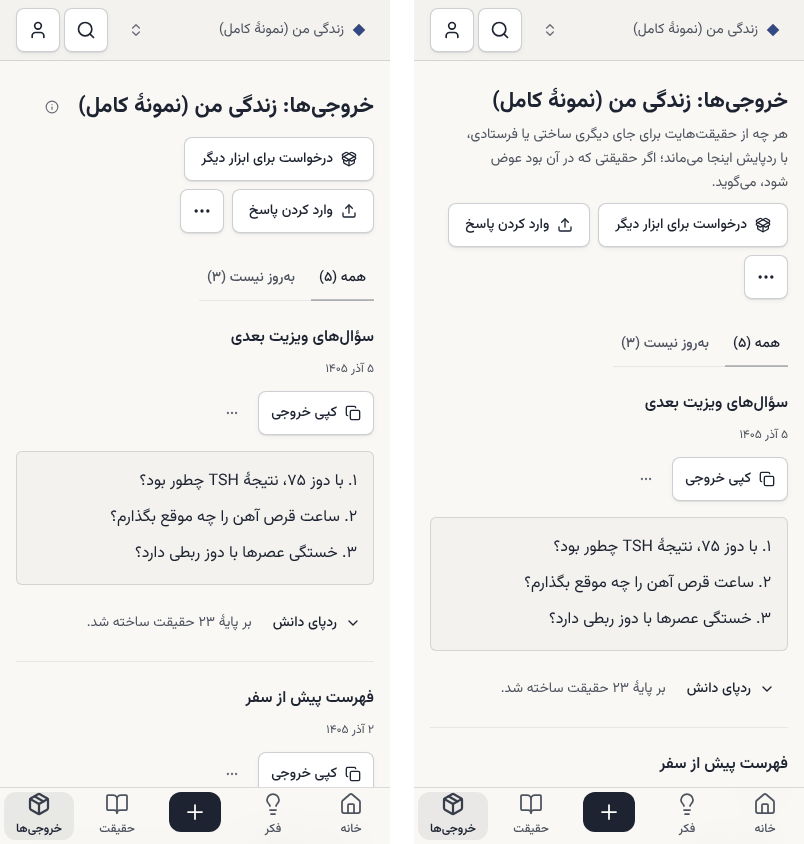 زندگی من (نمونهٔ کامل)
خروجی‌ها: زندگی من (نمونهٔ کامل)
هر چه از حقیقت‌هایت برای جای دیگری ساختی یا فرستادی،
با ردپایش اینجا می‌ماند؛ اگر حقیقتی که در آن بود عوض
شود، می‌گوید.
درخواست برای ابزار دیگر
وارد کردن پاسخ
همه (۵)
به‌روز نیست (۳)
سؤال‌های ویزیت بعدی
۵ آذر ۱۴۰۵
کپی خروجی
۱. با دوز ۷۵، نتیجهٔ TSH چطور بود؟
۲. ساعت قرص آهن را چه موقع بگذارم؟
۳. خستگی عصرها با دوز ربطی دارد؟
ردپای دانش
بر پایهٔ ۲۳ حقیقت ساخته شد.
فهرست پیش از سفر
خانه
فکر
حقیقت
خروجی‌ها
زندگی من (نمونهٔ کامل)
خروجی‌ها: زندگی من (نمونهٔ کامل)
درخواست برای ابزار دیگر
وارد کردن پاسخ
همه (۵)
به‌روز نیست (۳)
سؤال‌های ویزیت بعدی
۵ آذر ۱۴۰۵
کپی خروجی
۱. با دوز ۷۵، نتیجهٔ TSH چطور بود؟
۲. ساعت قرص آهن را چه موقع بگذارم؟
۳. خستگی عصرها با دوز ربطی دارد؟
ردپای دانش
بر پایهٔ ۲۳ حقیقت ساخته شد.
فهرست پیش از سفر
۲ آذر ۱۴۰۵
کپی خروجی
خانه
فکر
حقیقت
خروجی‌ها